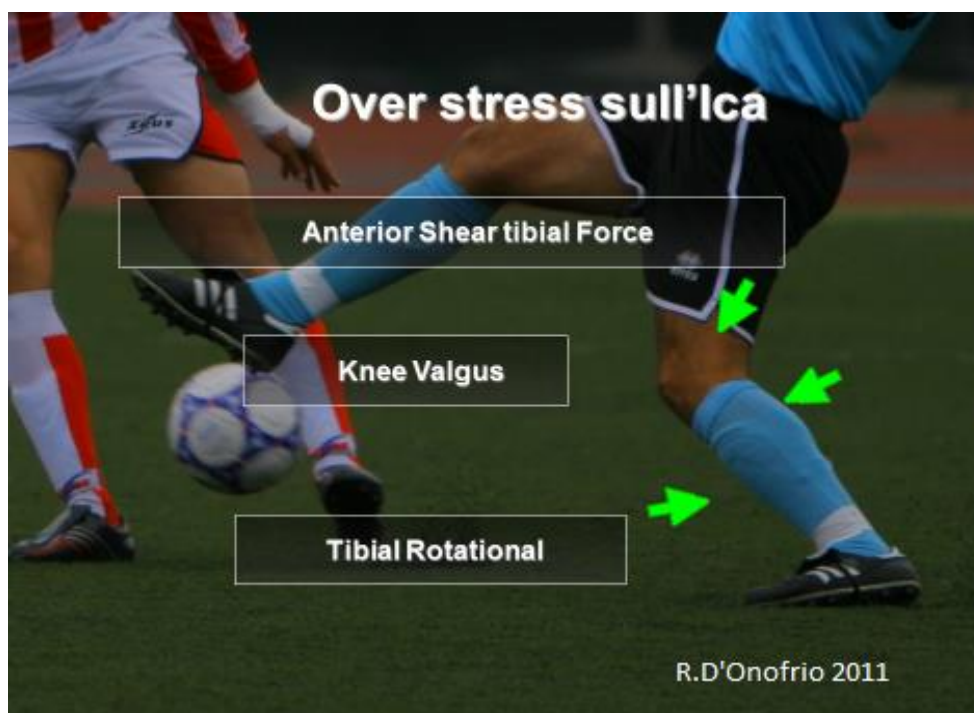 Over stress sull'lca
Anterior Shear tibial Force
Knee Valgus
Tibial Rotational
R.D'Onofrio 2011